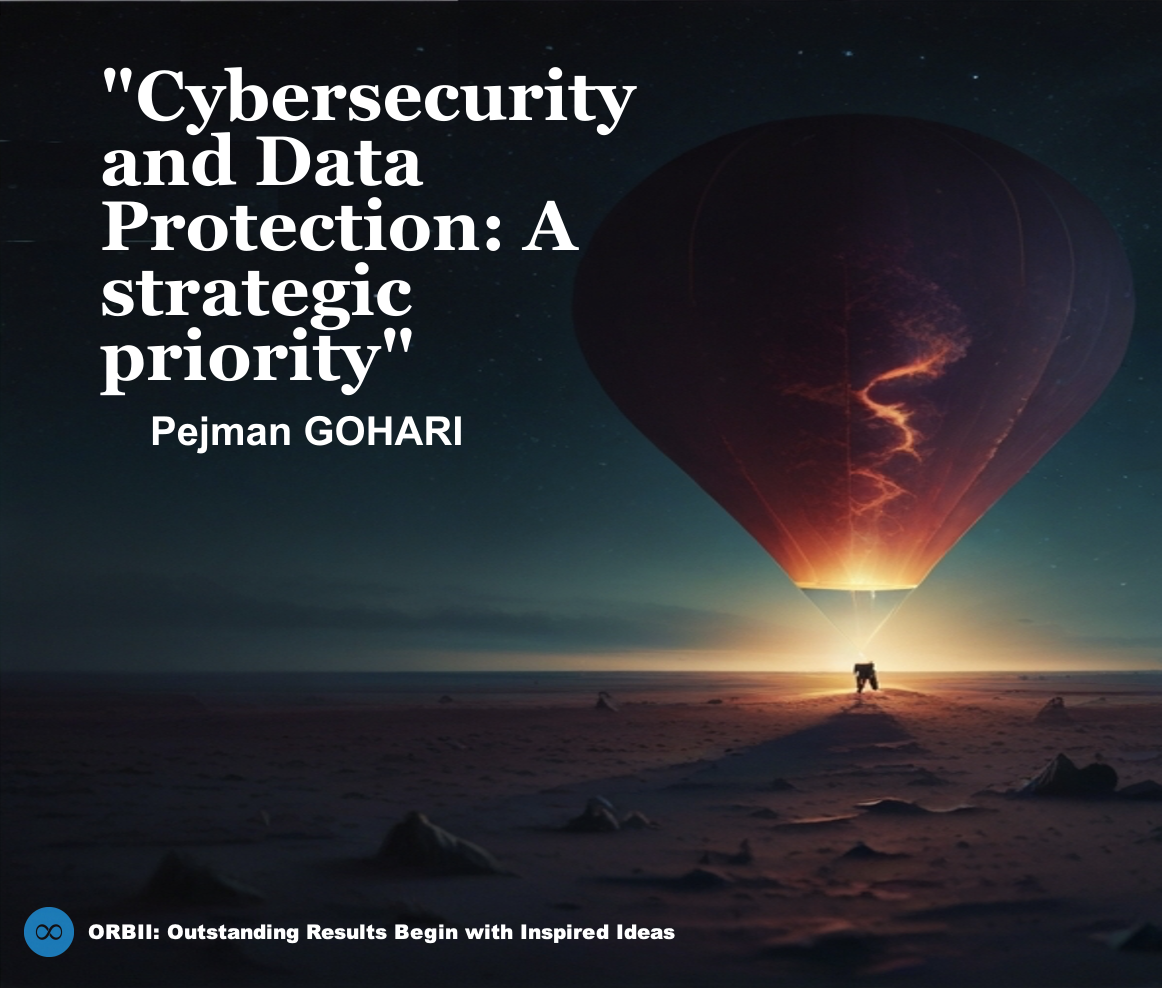 "Cybersecurity
and Data
Protection: A
strategic
priority"
Pejman GOHARI
ORBII: Outstanding Results Begin with Inspired Ideas